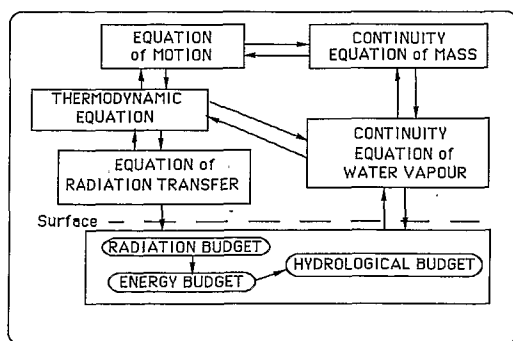 EQUATION
of MOTION
CONTINUITY
EQUATION of MASS
THERMODYNAMIC
EQUATION
CONTINUITY
EQUATION of
WATER VAPOUR
EQUATION of
RADIATION TRANSFER
Surface
RADIATION BUDGET
HYDROLOGICAL BUDGET
ENERGY BUDGET